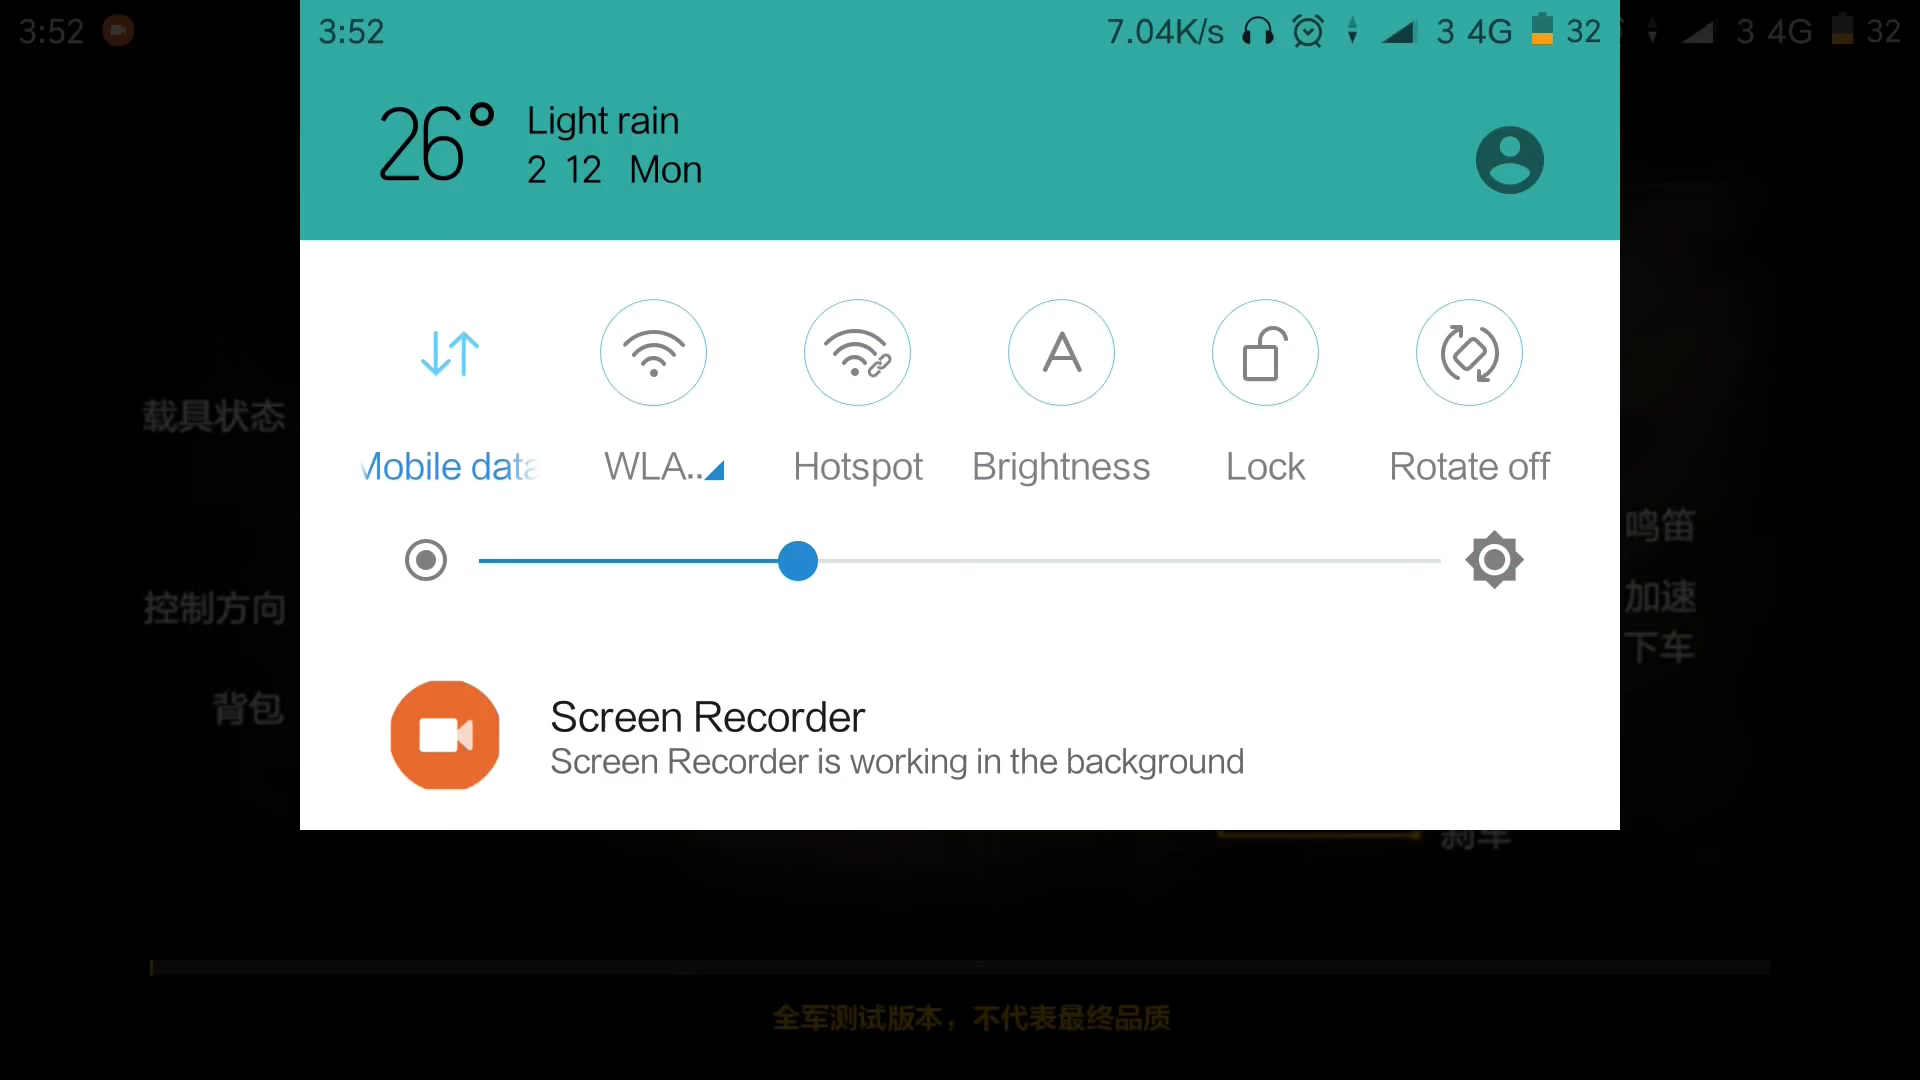 3:52
3:52
7.04K/s 3 4G 32
3 4G 32
26°
Light rain
2 12 Mon
Mobile data
WLA..
Hotspot
Brightness
Lock
Rotate off
载具状态
鸣笛
控制方向
加速
下车
背包
Screen Recorder
Screen Recorder is working in the background
刹车
全军测试版本，不代表最终品质